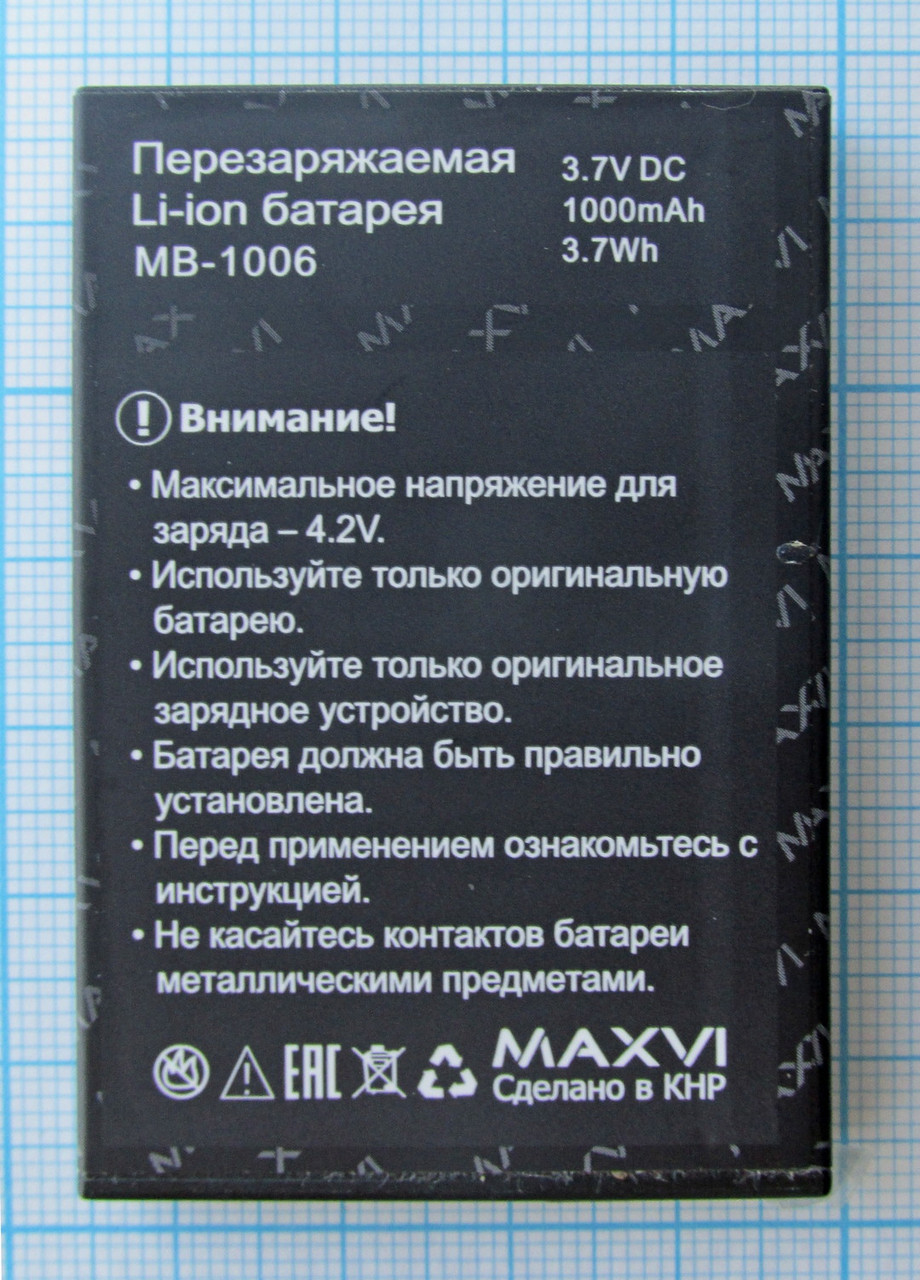 Перезаряжаемая
Li-ion батарея
MB-1006
3.7V DC
1000mAh
3.7Wh
! Внимание!
• Максимальное напряжение для
заряда – 4.2V.
• Используйте только оригинальную
батарею.
• Используйте только оригинальное
зарядное устройство.
• Батарея должна быть правильно
установлена.
• Перед применением ознакомьтесь с
инструкцией.
• Не касайтесь контактов батареи
металлическими предметами.
EAC
MAXVI
Сделано в КНР